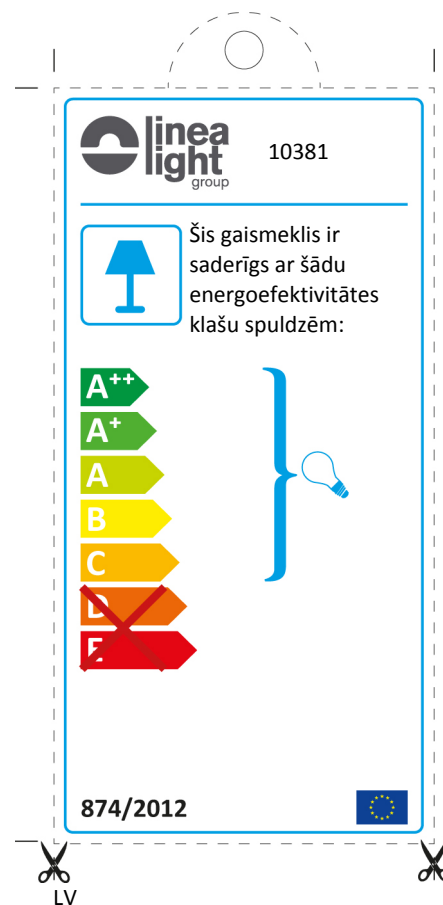 linea
light
group
10381
Šis gaismeklis ir
saderīgs ar šādu
energoefektivitātes
klašu spuldzēm:
A++
A+
A
B
C
D
E
874/2012
LV